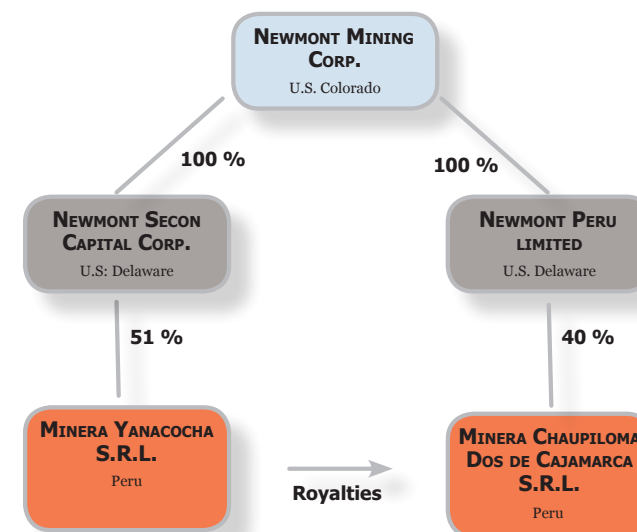 Newmont Mining
Corp.
U.S. Colorado
100 %
100 %
Newmont Secon
Capital Corp.
U.S: Delaware
Newmont Peru
limited
U.S. Delaware
51 %
40 %
Minera Yanacocha
S.R.L.
Peru
Royalties
Minera Chaupiloma
Dos de Cajamarca
S.R.L.
Peru